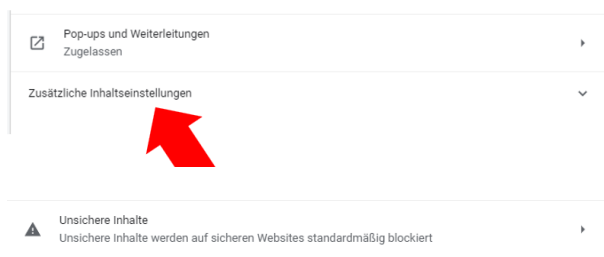 Pop-ups und Weiterleitungen
Zugelassen
Zusätzliche Inhaltseinstellungen
Unsichere Inhalte
Unsichere Inhalte werden auf sicheren Websites standardmäßig blockiert